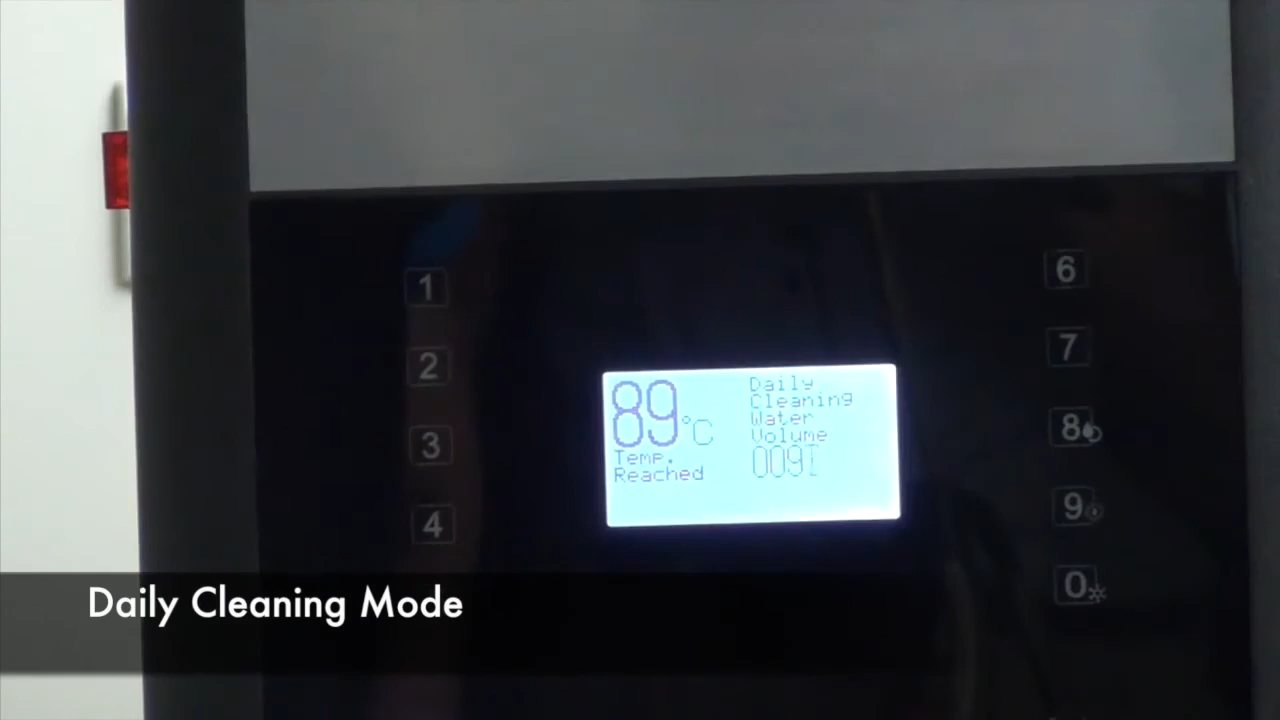 1
2
3
4
6
7
8
9
0
89°C
Temp.
Reached
Daily
Cleaning
Water
Volume
Daily Cleaning Mode